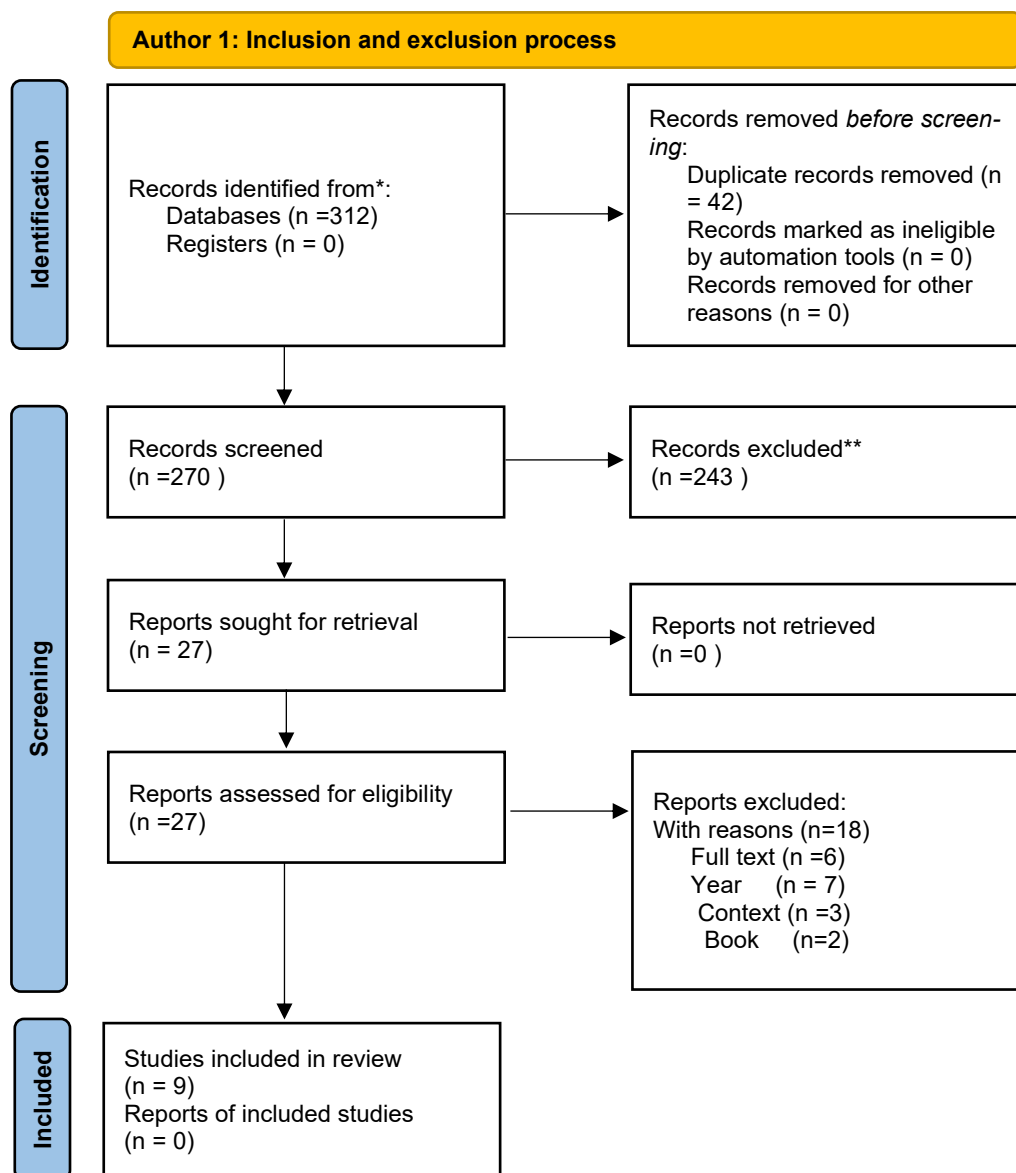 Author 1: Inclusion and exclusion process
Identification
Records identified from*:
Databases (n =312)
Registers (n = 0)
Records removed before screen-
ing:
Duplicate records removed (n
= 42)
Records marked as ineligible
by automation tools (n = 0)
Records removed for other
reasons (n = 0)
Screening
Records screened
(n =270 )
Records excluded**
(n =243 )
Reports sought for retrieval
(n = 27)
Reports not retrieved
(n =0 )
Reports assessed for eligibility
(n =27)
Reports excluded:
With reasons (n=18)
Full text (n =6)
Year (n = 7)
Context (n =3)
Book (n=2)
Included
Studies included in review
(n = 9)
Reports of included studies
(n = 0)